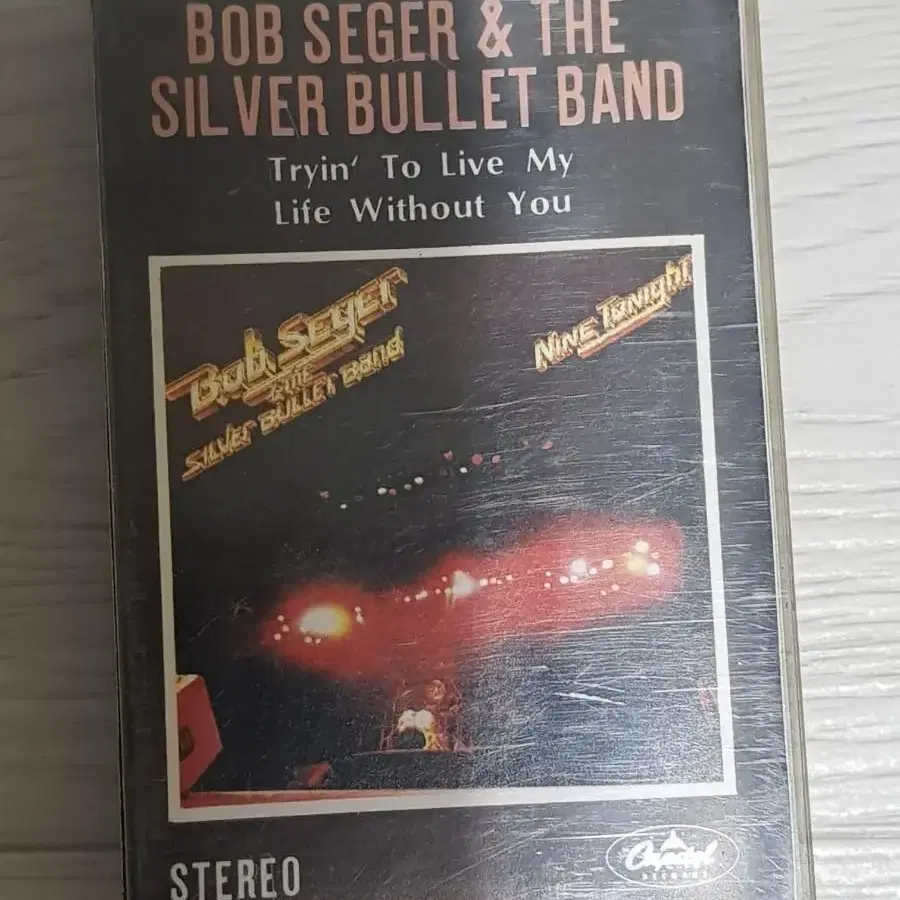 BOB SEGER & THE
SILVER BULLET BAND
Tryin' To Live My
Life Without You
Bob Seger
& THE
SILVER BULLET Band
NINE Tonight
STEREO
Capitol
RECORDS